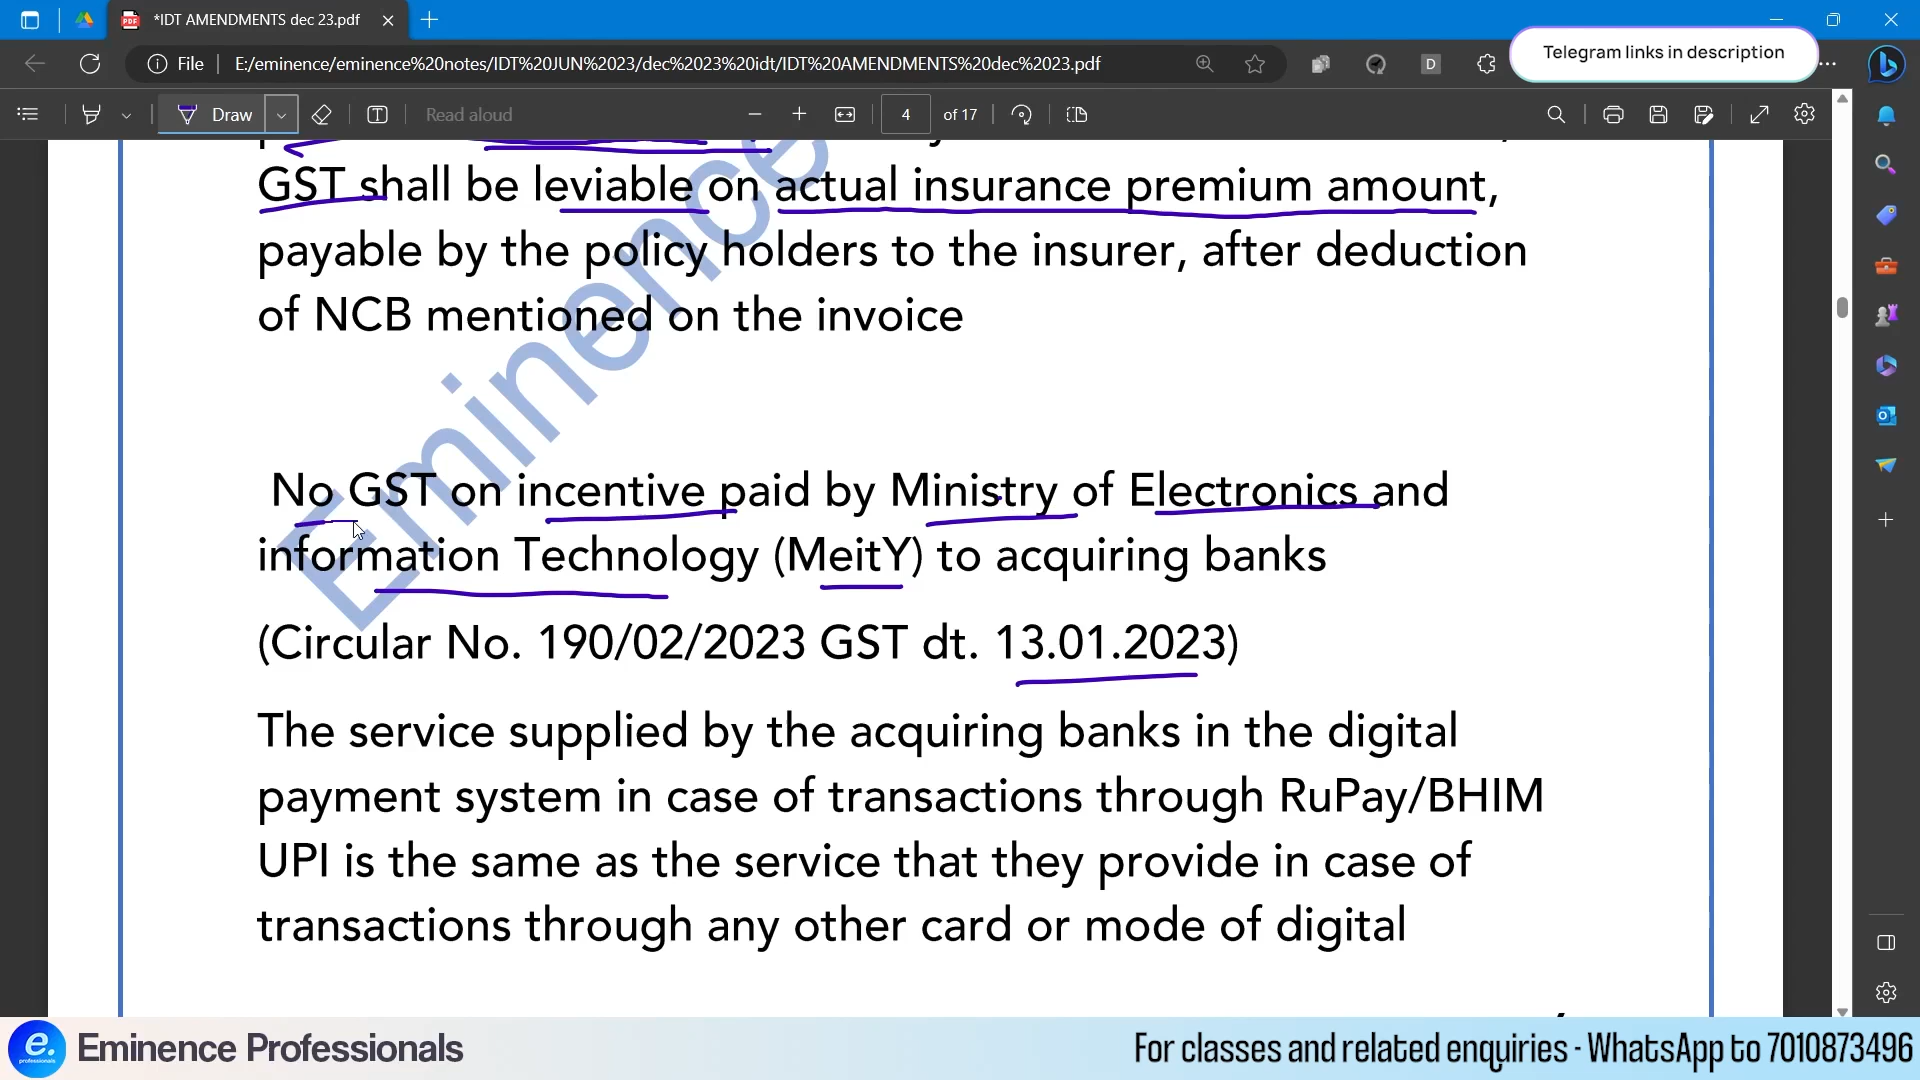 *IDT AMENDMENTS dec 23.pdf
File
E:/eminence/eminence%20notes/IDT%20JUN%2023/dec%2023%20idt/IDT%20AMENDMENTS%20dec%2023.pdf
Telegram links in description
Draw
Read aloud
4
of 17
D
GST shall be leviable on actual insurance premium amount,
payable by the policy holders to the insurer, after deduction
of NCB mentioned on the invoice
Eminence
No GST on incentive paid by Ministry of Electronics and
information Technology (MeitY) to acquiring banks
(Circular No. 190/02/2023 GST dt. 13.01.2023)
The service supplied by the acquiring banks in the digital
payment system in case of transactions through RuPay/BHIM
UPI is the same as the service that they provide in case of
transactions through any other card or mode of digital
e.
professionals
Eminence Professionals
For classes and related enquiries - WhatsApp to 7010873496